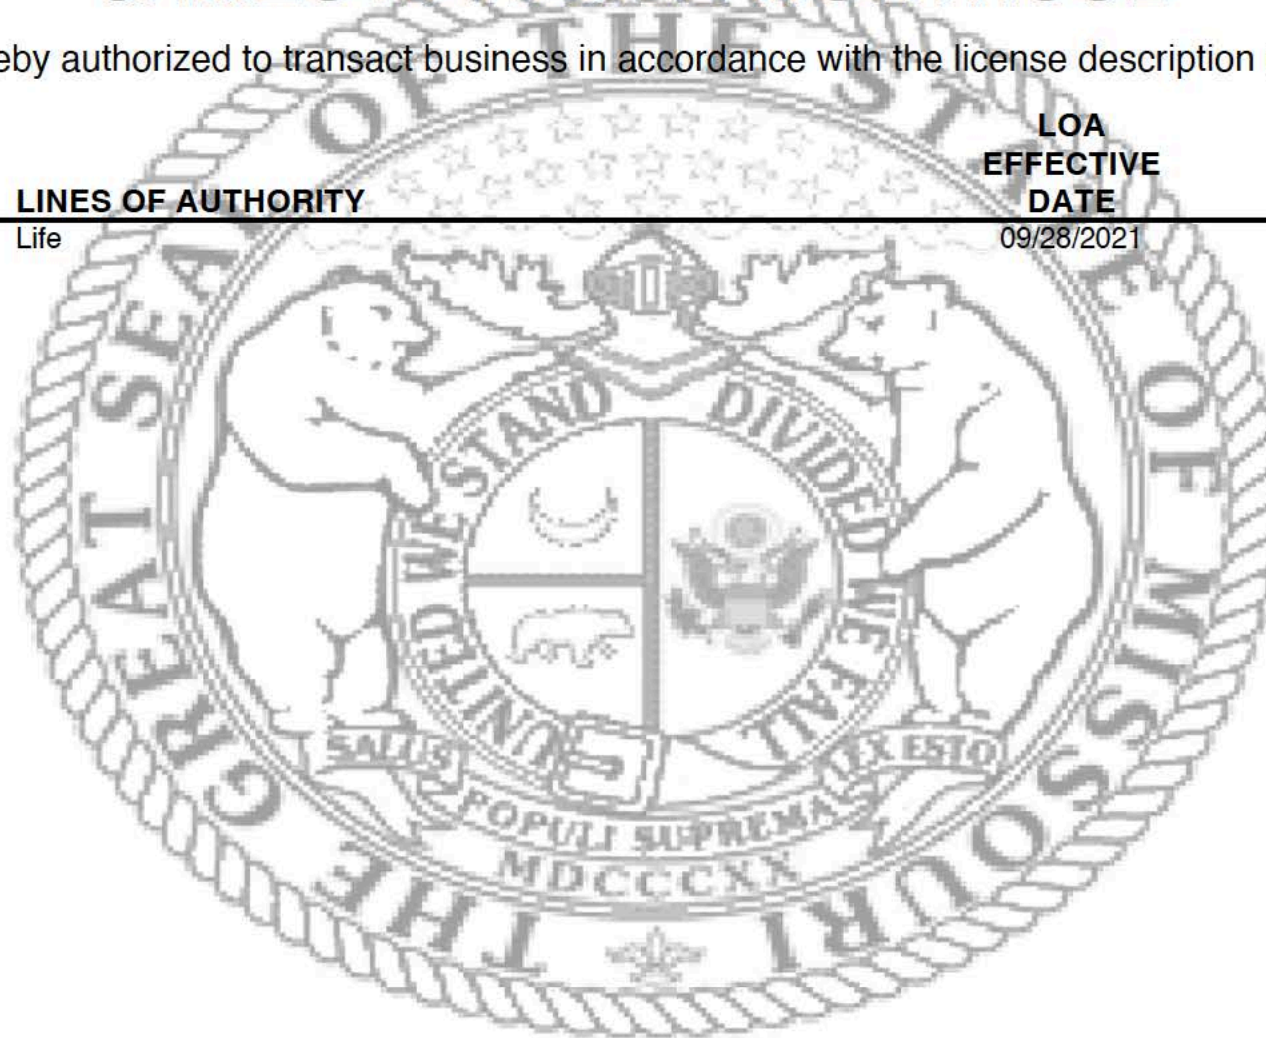 eby authorized to transact business in accordance with the license description
LOA
EFFECTIVE
LINES OF AUTHORITY DATE
Life 09/28/2021
THE GREAT SEAL OF THE STATE OF MISSOURI
UNITED WE STAND DIVIDED WE FALL
SALUS POPULI SUPREMA LEX ESTO
MDCCCXX